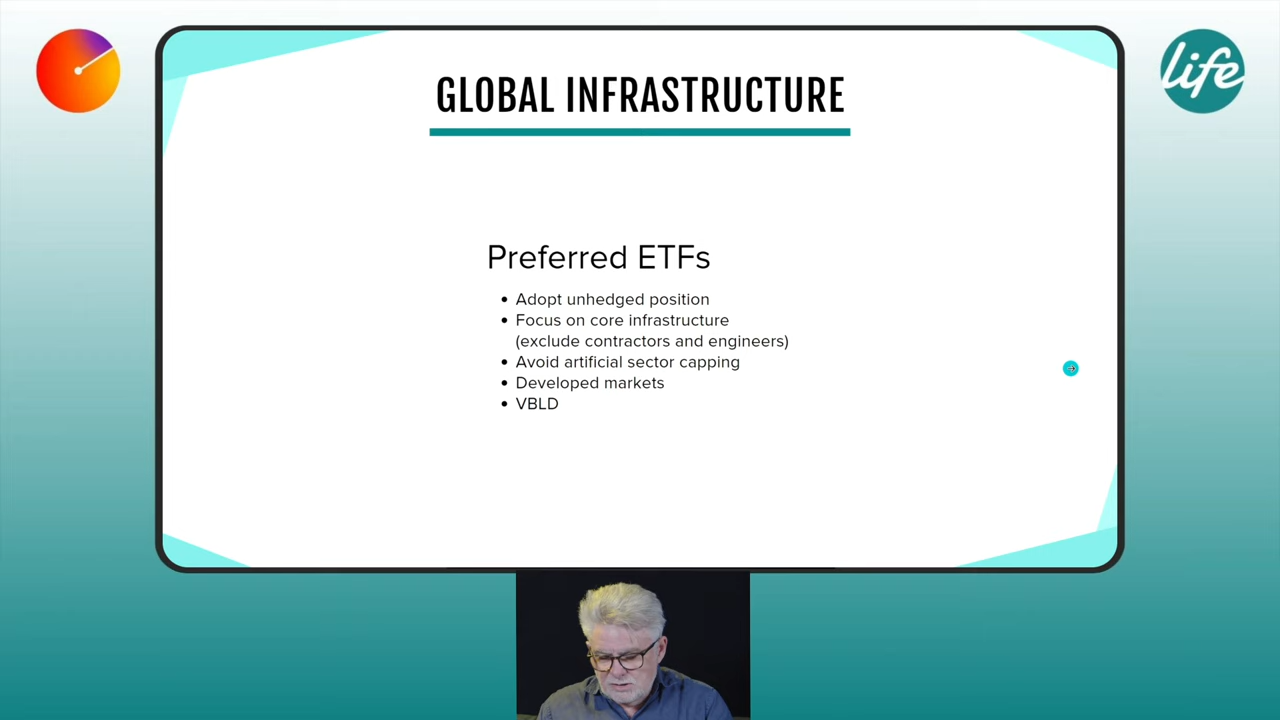 life
GLOBAL INFRASTRUCTURE
Preferred ETFs
• Adopt unhedged position
• Focus on core infrastructure
(exclude contractors and engineers)
• Avoid artificial sector capping
• Developed markets
• VBLD